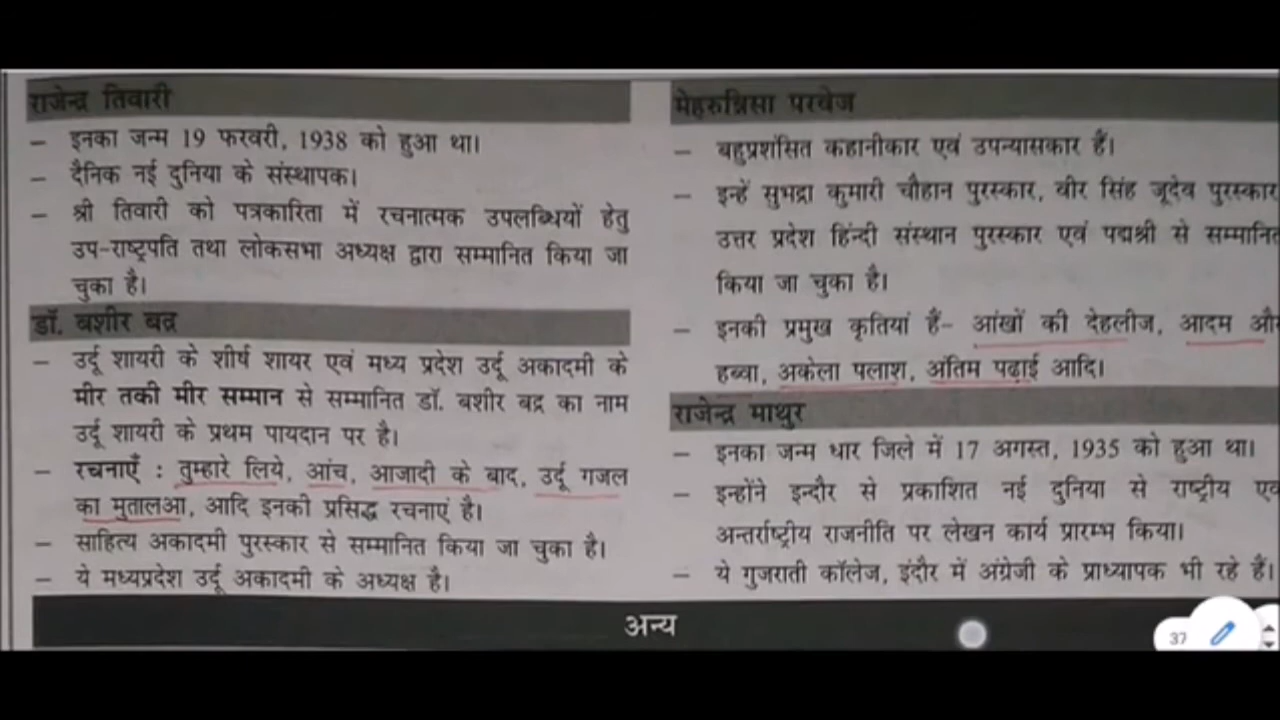 राजेन्द्र तिवारी
– इनका जन्म 19 फरवरी, 1938 को हुआ था।
– दैनिक नई दुनिया के संस्थापक।
– श्री तिवारी को पत्रकारिता में रचनात्मक उपलब्धियों हेतु
उप-राष्ट्रपति तथा लोकसभा अध्यक्ष द्वारा सम्मानित किया जा
चुका है।
डॉ. बशीर बद्र
– उर्दू शायरी के शीर्ष शायर एवं मध्य प्रदेश उर्दू अकादमी के
मीर तकी मीर सम्मान से सम्मानित डॉ. बशीर बद्र का नाम
उर्दू शायरी के प्रथम पायदान पर है।
– रचनाएँ : तुम्हारे लिये, आंच, आजादी के बाद, उर्दू गजल
का मुतालआ, आदि इनकी प्रसिद्ध रचनाएं है।
– साहित्य अकादमी पुरस्कार से सम्मानित किया जा चुका है।
– ये मध्यप्रदेश उर्दू अकादमी के अध्यक्ष है।
मेहरुन्निसा परवेज
– बहुप्रशंसित कहानीकार एवं उपन्यासकार हैं।
– इन्हें सुभद्रा कुमारी चौहान पुरस्कार, वीर सिंह जूदेव पुरस्कार
उत्तर प्रदेश हिंन्दी संस्थान पुरस्कार एवं पद्मश्री से सम्मानित
किया जा चुका है।
– इनकी प्रमुख कृतियां हैं- आंखों की देहलीज, आदम और
हब्वा, अकेला पलाश, अंतिम पढ़ाई आदि।
राजेन्द्र माथुर
– इनका जन्म धार जिले में 17 अगस्त, 1935 को हुआ था।
– इन्होंने इन्दौर से प्रकाशित नई दुनिया से राष्ट्रीय एवं
अन्तर्राष्ट्रीय राजनीति पर लेखन कार्य प्रारम्भ किया।
– ये गुजराती कॉलेज, इंदौर में अंग्रेजी के प्राध्यापक भी रहे हैं।
अन्य
37